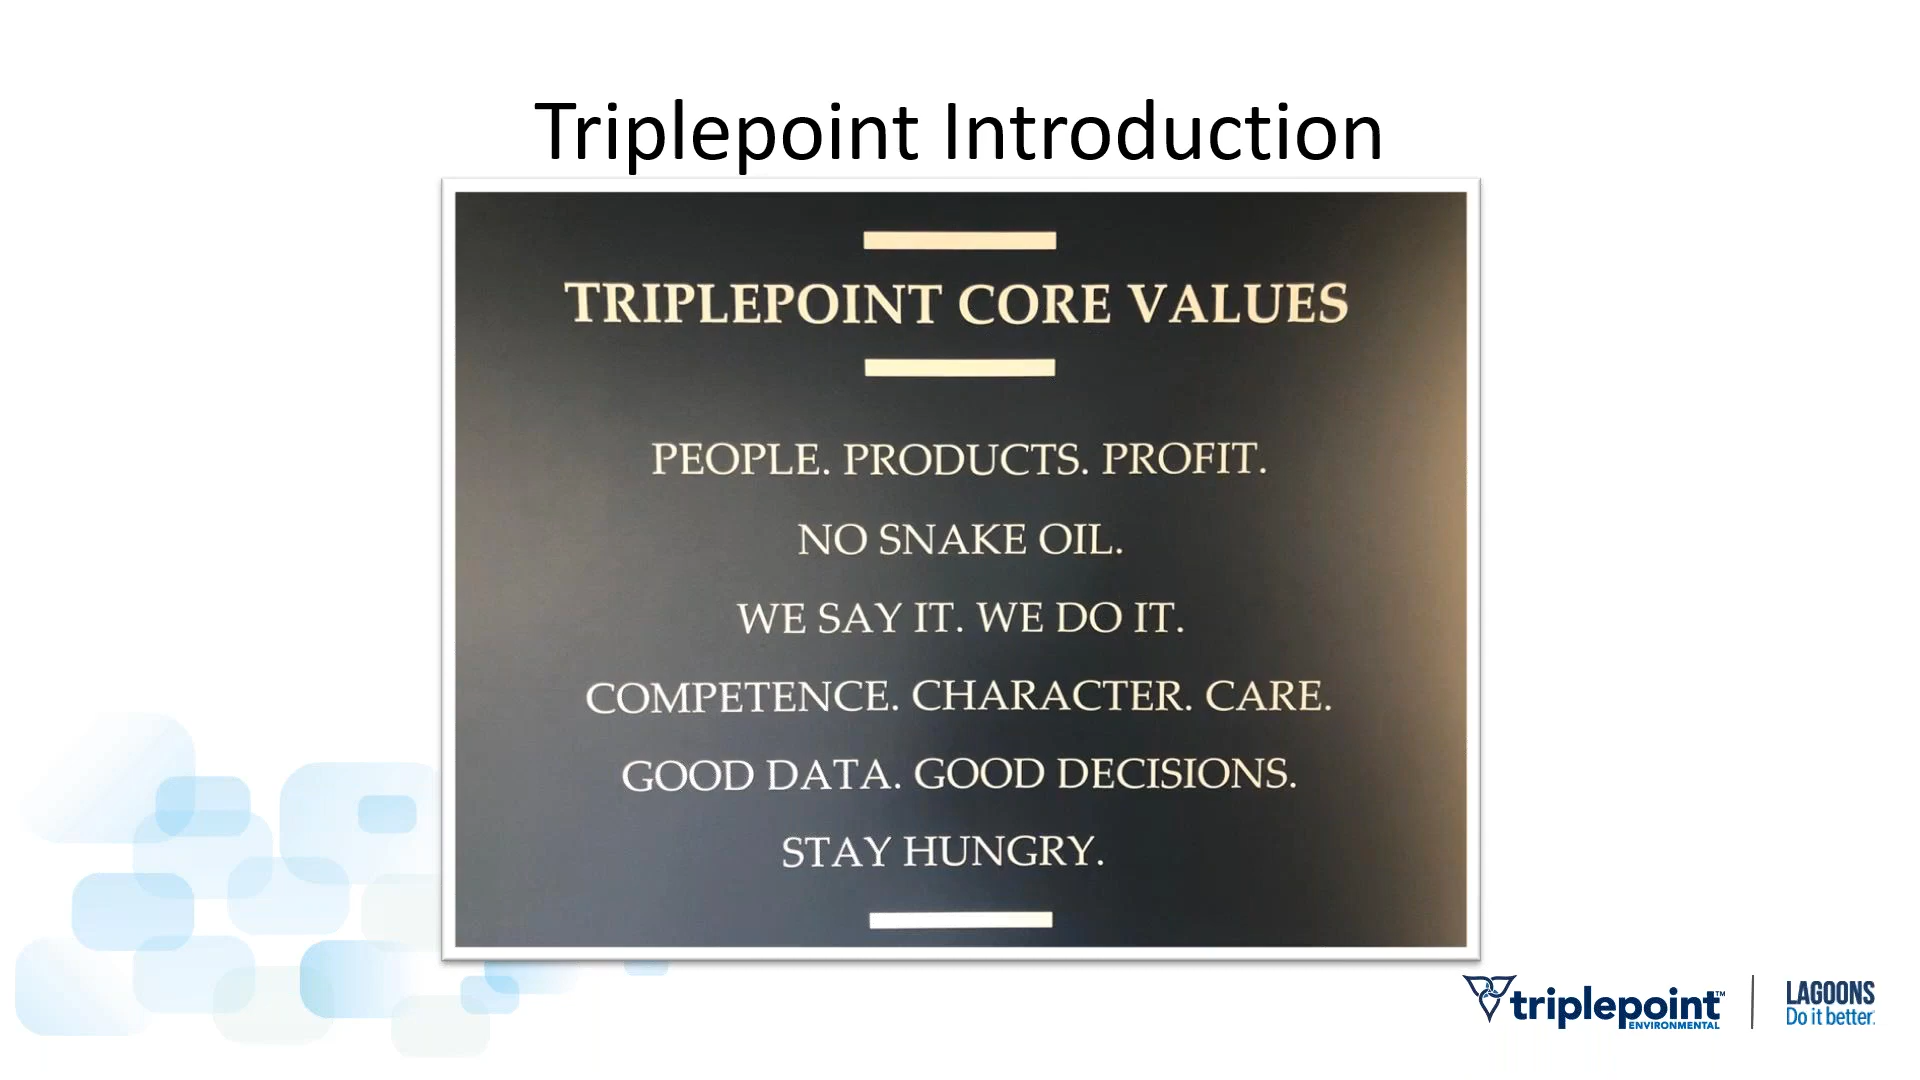 Triplepoint Introduction
TRIPLEPOINT CORE VALUES
PEOPLE. PRODUCTS. PROFIT.
NO SNAKE OIL.
WE SAY IT. WE DO IT.
COMPETENCE. CHARACTER. CARE.
GOOD DATA. GOOD DECISIONS.
STAY HUNGRY.
triplepoint™
ENVIRONMENTAL
LAGOONS
Do it better.